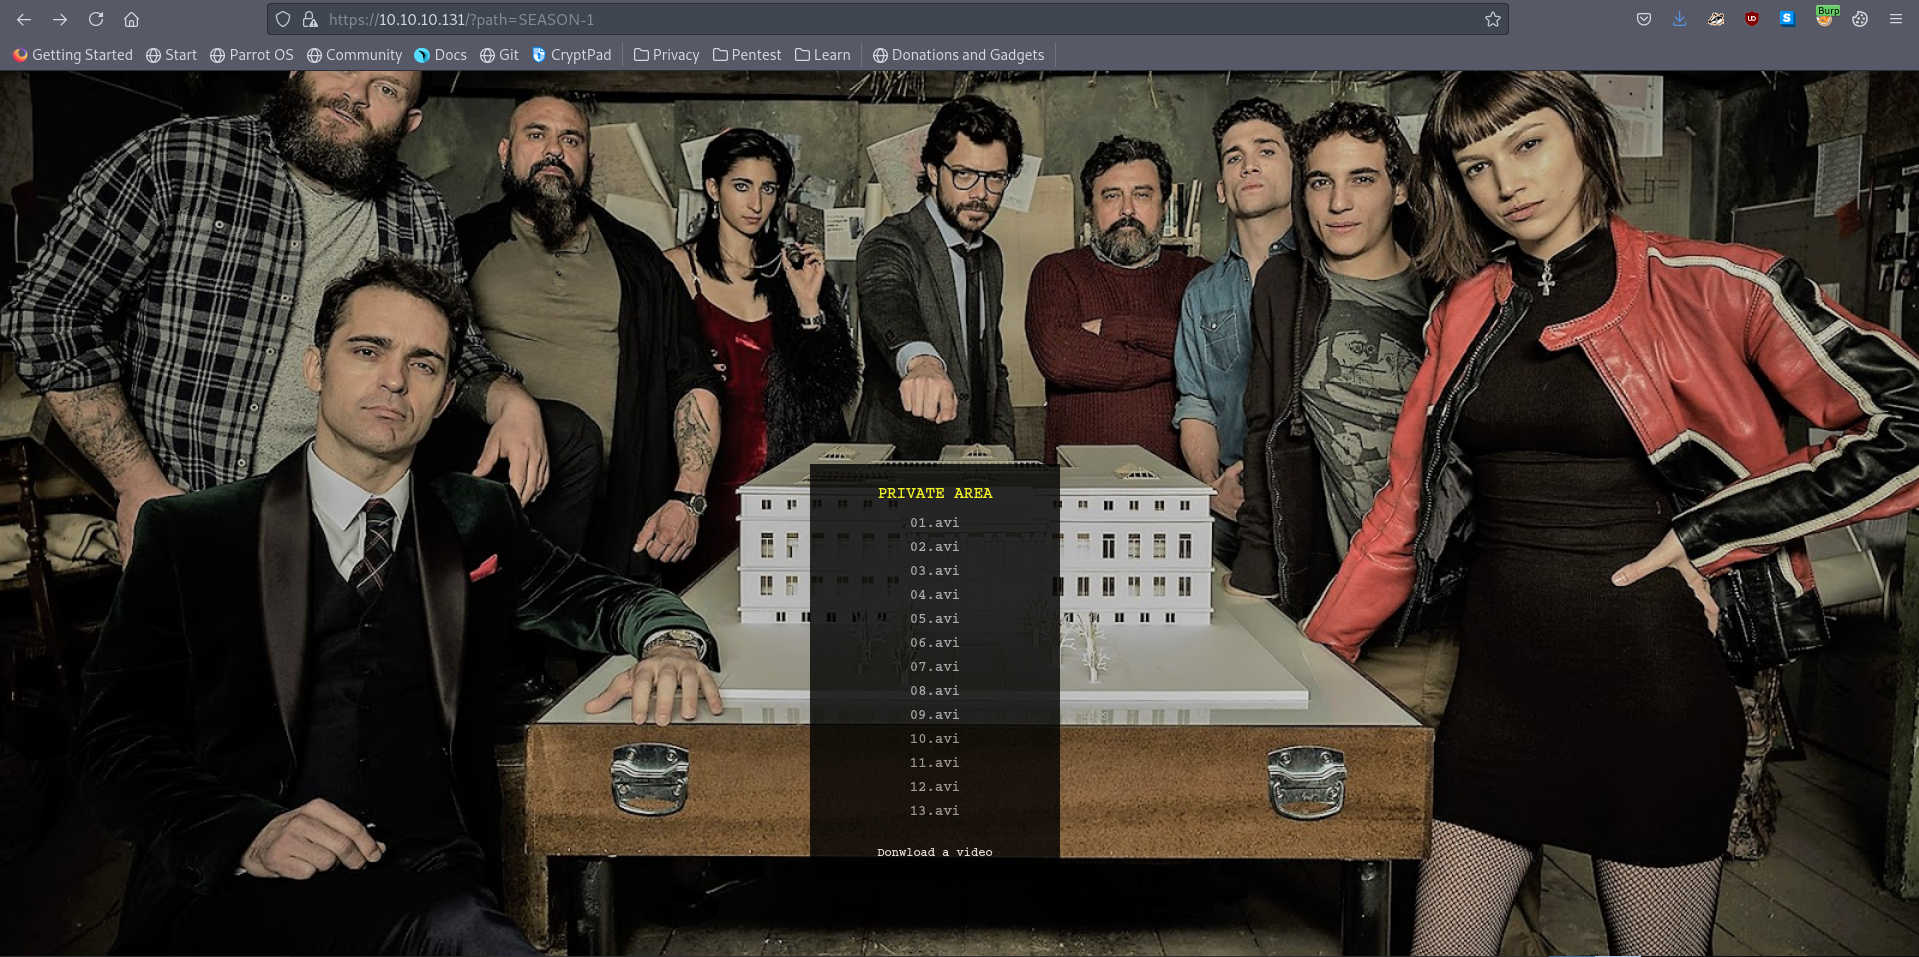 https://10.10.10.131/?path=SEASON-1
Burp
Getting Started Start Parrot OS Community Docs Git CryptPad Privacy Pentest Learn Donations and Gadgets
PRIVATE AREA
01.avi
02.avi
03.avi
04.avi
05.avi
06.avi
07.avi
08.avi
09.avi
10.avi
11.avi
12.avi
13.avi
Donwload a video